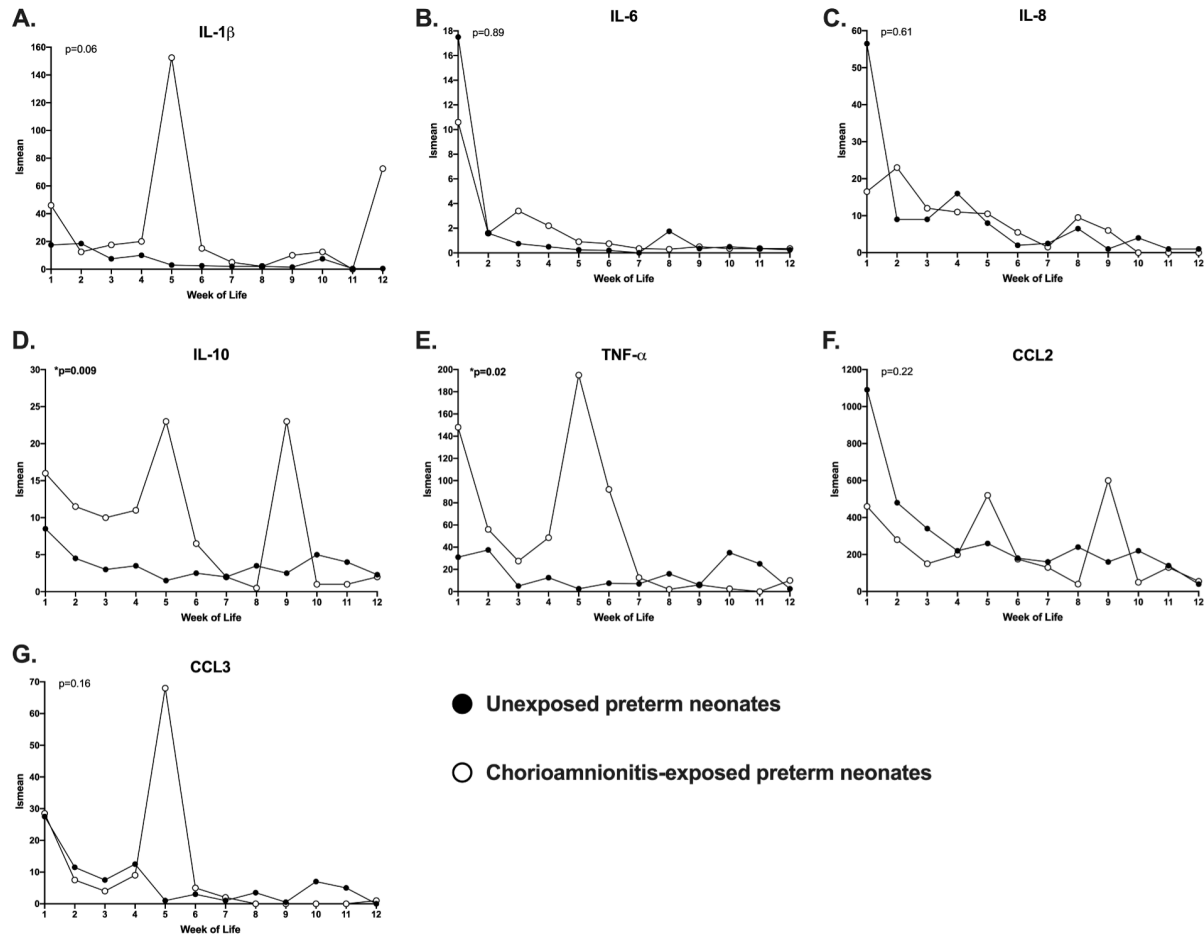 A.
IL-1β
p=0.06
160
140
120
100
80
60
40
20
0
lsmean
1 2 3 4 5 6 7 8 9 10 11 12
Week of Life
B.
IL-6
p=0.89
18
16
14
12
10
8
6
4
2
0
lsmean
1 2 3 4 5 6 7 8 9 10 11 12
Week of Life
C.
IL-8
p=0.61
60
50
40
30
20
10
0
lsmean
1 2 3 4 5 6 7 8 9 10 11 12
Week of Life
D.
IL-10
*p=0.009
30
25
20
15
10
5
0
lsmean
1 2 3 4 5 6 7 8 9 10 11 12
Week of Life
E.
TNF-α
*p=0.02
200
180
160
140
120
100
80
60
40
20
0
lsmean
1 2 3 4 5 6 7 8 9 10 11 12
Week of Life
F.
CCL2
p=0.22
1200
1000
800
600
400
200
0
lsmean
1 2 3 4 5 6 7 8 9 10 11 12
Week of Life
G.
CCL3
p=0.16
70
60
50
40
30
20
10
0
lsmean
1 2 3 4 5 6 7 8 9 10 11 12
Week of Life
Unexposed preterm neonates
Chorioamnionitis-exposed preterm neonates